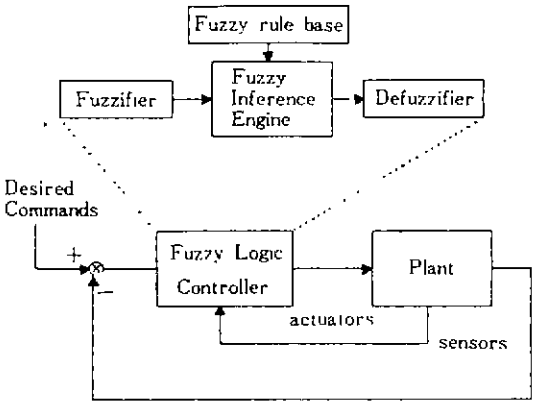 Fuzzy rule base
Fuzzifier
Fuzzy
Inference
Engine
Defuzzifier
Desired
Commands
+
−
Fuzzy Logic
Controller
Plant
actuators
sensors